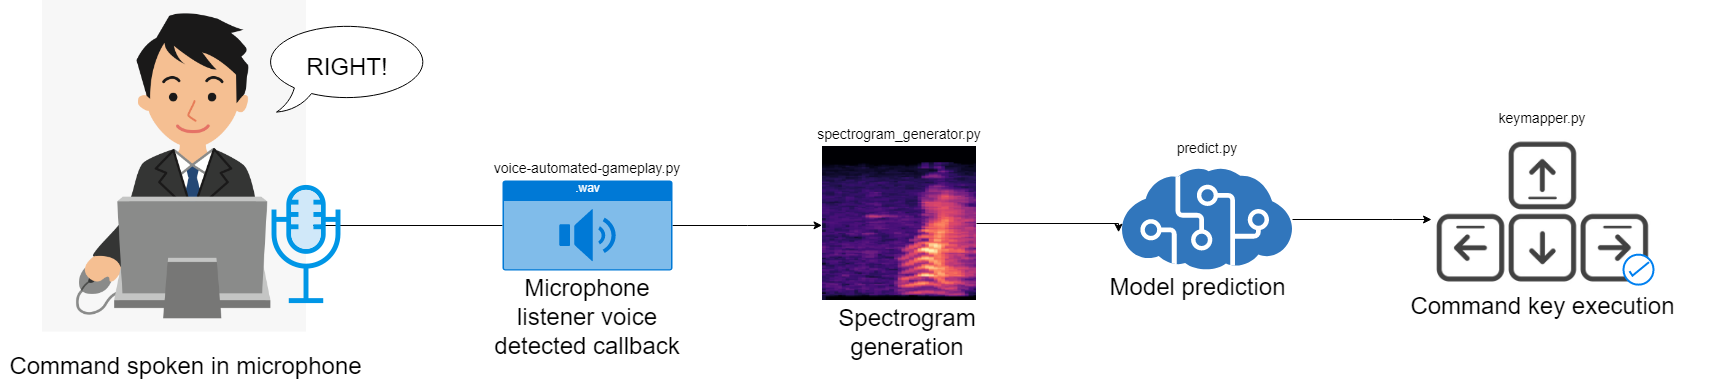 RIGHT!
Command spoken in microphone
voice-automated-gameplay.py
.wav
Microphone
listener voice
detected callback
spectrogram_generator.py
Spectrogram
generation
predict.py
Model prediction
keymapper.py
Command key execution